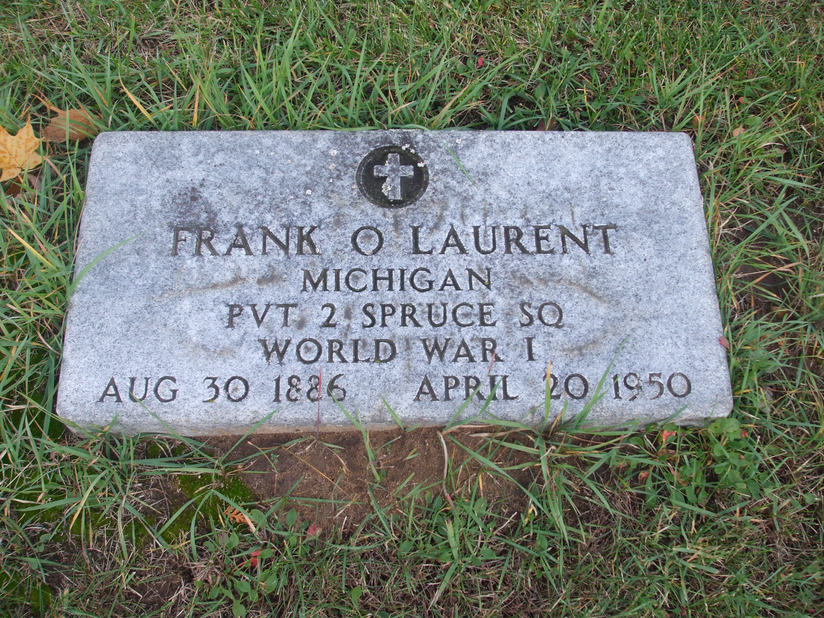 FRANK O LAURENT
MICHIGAN
PVT 2 SPRUCE SQ
WORLD WAR I
AUG 30 1886 APRIL 20 1950